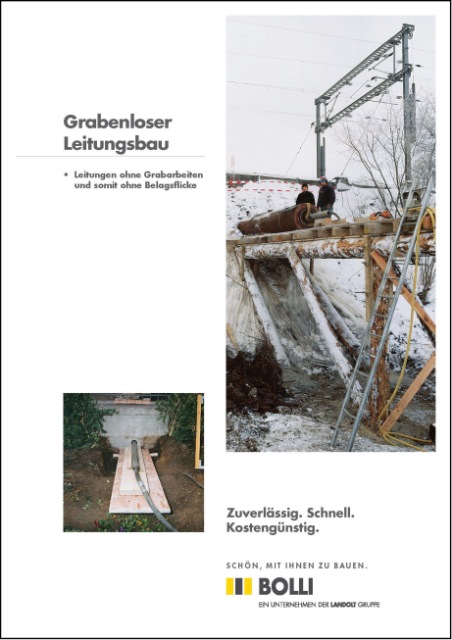 Grabenloser
Leitungsbau
• Leitungen ohne Grabarbeiten
und somit ohne Belagsflicke
Zuverlässig. Schnell.
Kostengünstig.
SCHÖN, MIT IHNEN ZU BAUEN.
BOLLI
EIN UNTERNEHMEN DER LANDOLT GRUPPE